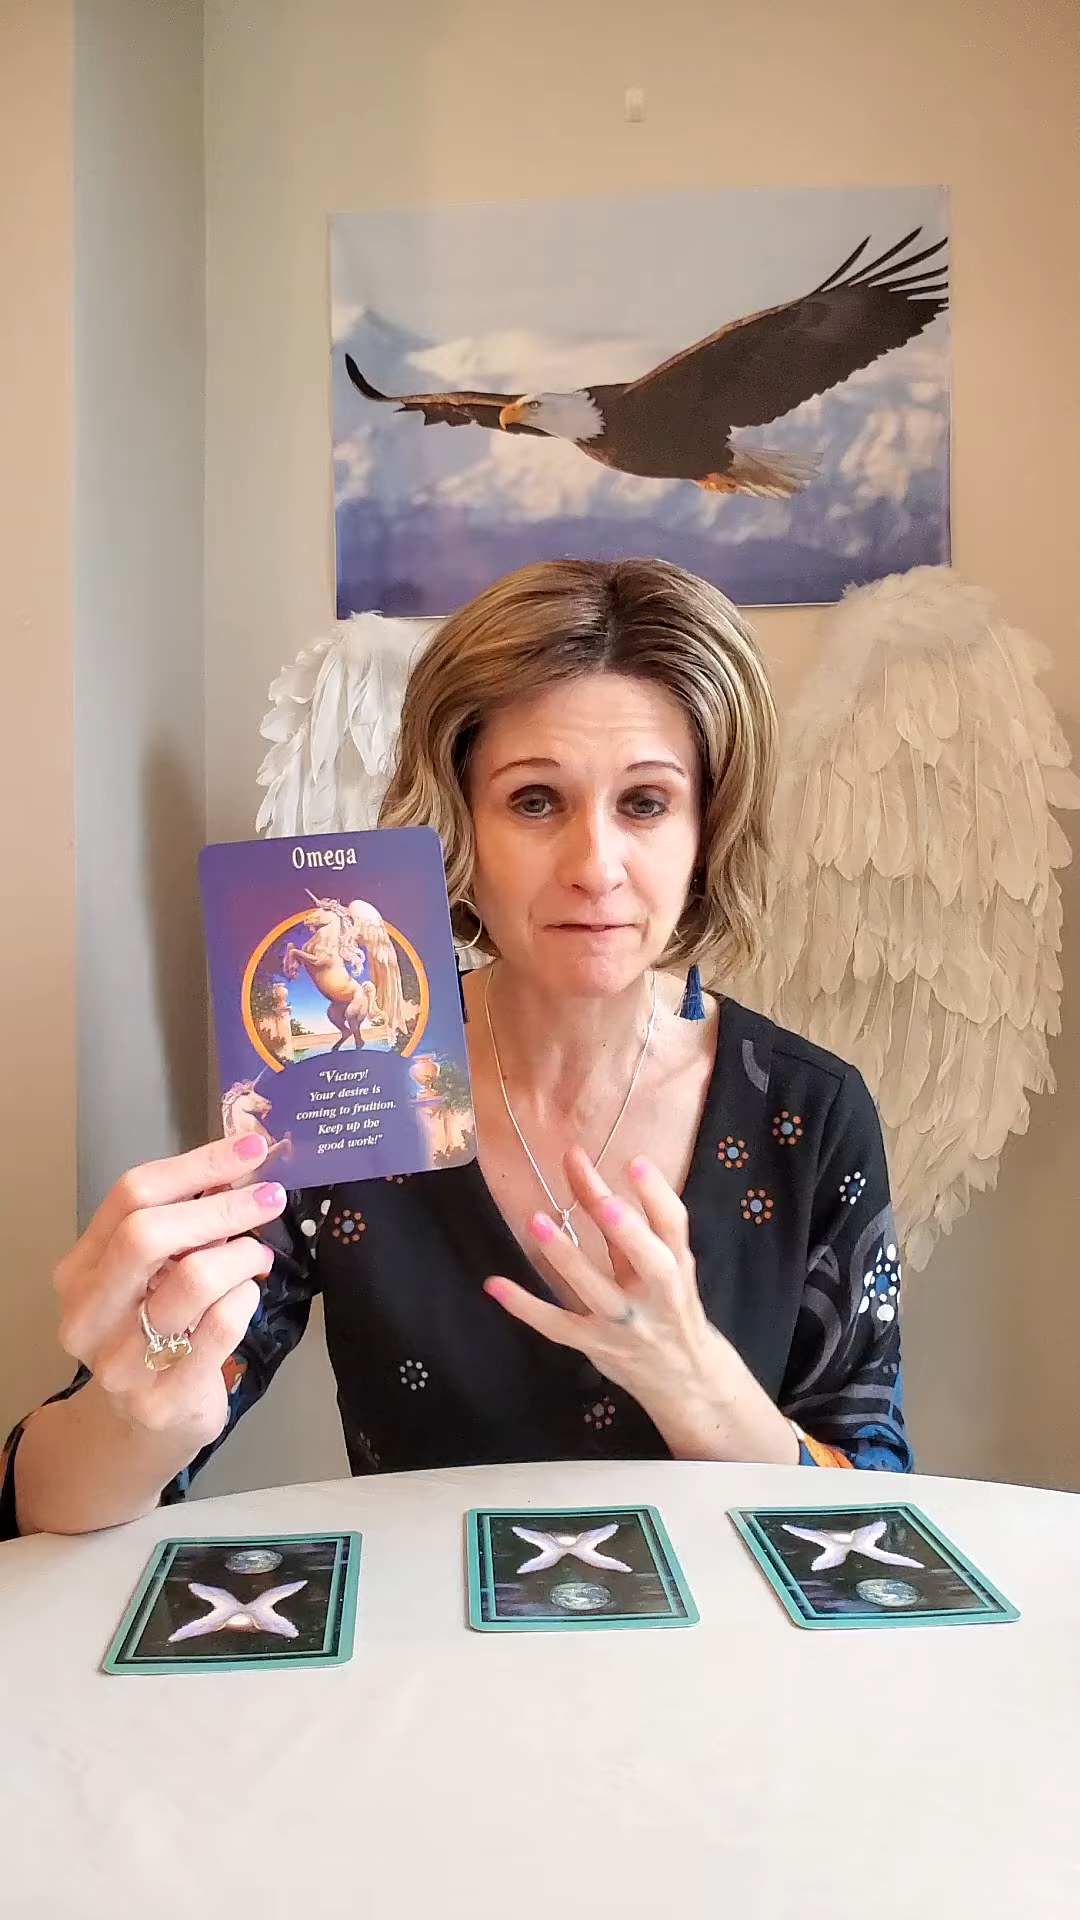 Omega
"Victory!
Your desire is
coming to fruition.
Keep up the
good work!"